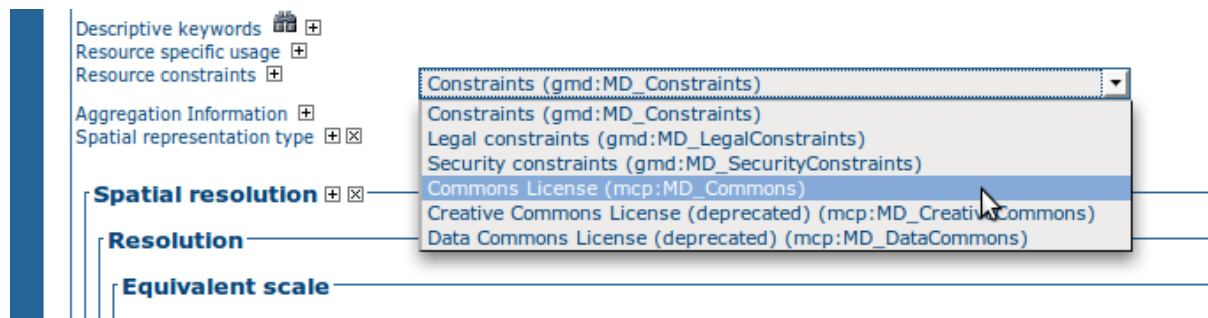 Descriptive keywords
Resource specific usage
Resource constraints
Constraints (gmd:MD_Constraints)
Constraints (gmd:MD_Constraints)
Legal constraints (gmd:MD_LegalConstraints)
Security constraints (gmd:MD_SecurityConstraints)
Commons License (mcp:MD_Commons)
Creative Commons License (deprecated) (mcp:MD_CreativeCommons)
Data Commons License (deprecated) (mcp:MD_DataCommons)
Aggregation Information
Spatial representation type
Spatial resolution
Resolution
Equivalent scale